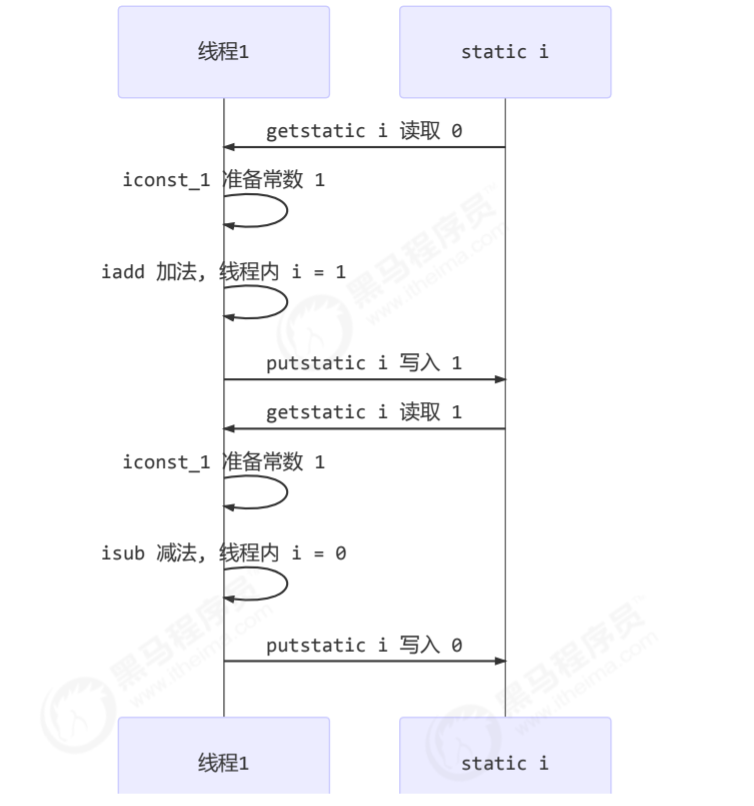 线程1
static i
getstatic i 读取 0
iconst_1 准备常数 1
iadd 加法, 线程内 i = 1
putstatic i 写入 1
getstatic i 读取 1
iconst_1 准备常数 1
isub 减法, 线程内 i = 0
putstatic i 写入 0
线程1
static i
黑马程序员
www.itheima.com
黑马程序员
www.itheima.com
黑马程序员
www.itheima.com